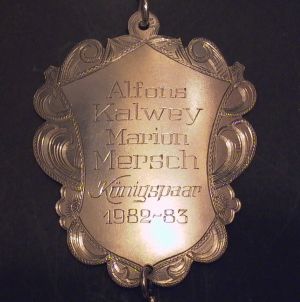 Alfons
Kalwey
Marion
Mersch
Königspaar
1982-83